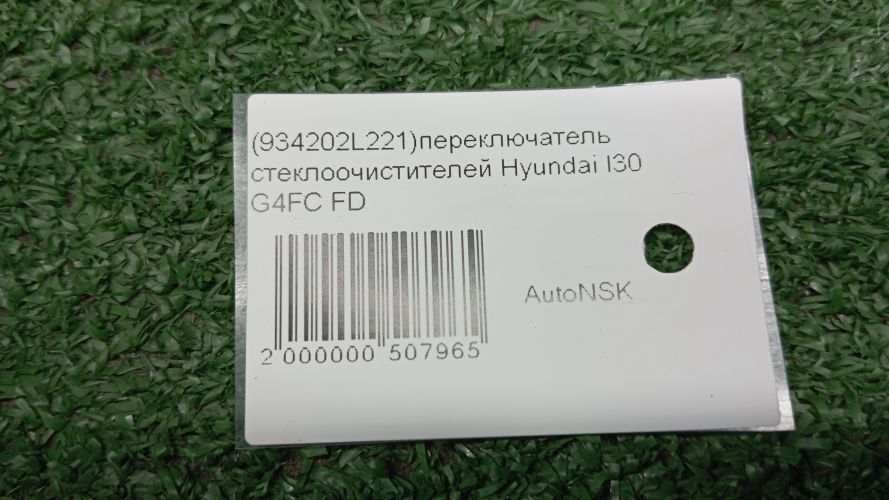 (934202L221)переключатель
стеклоочистителей Hyundai I30
G4FC FD
AutoNSK
2 000000 507965